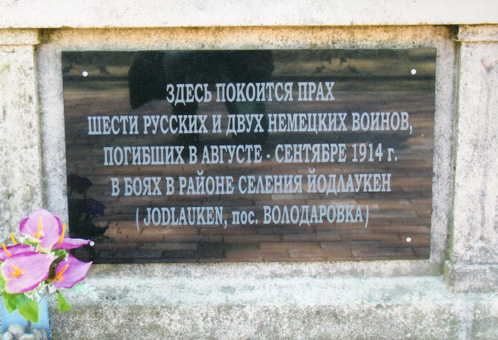 ЗДЕСЬ ПОКОИТСЯ ПРАХ
ШЕСТИ РУССКИХ И ДВУХ НЕМЕЦКИХ ВОИНОВ,
ПОГИБШИХ В АВГУСТЕ - СЕНТЯБРЕ 1914 г.
В БОЯХ В РАЙОНЕ СЕЛЕНИЯ ЙОДЛАУКЕН
( JODLAUKEN, пос. ВОЛОДАРОВКА)